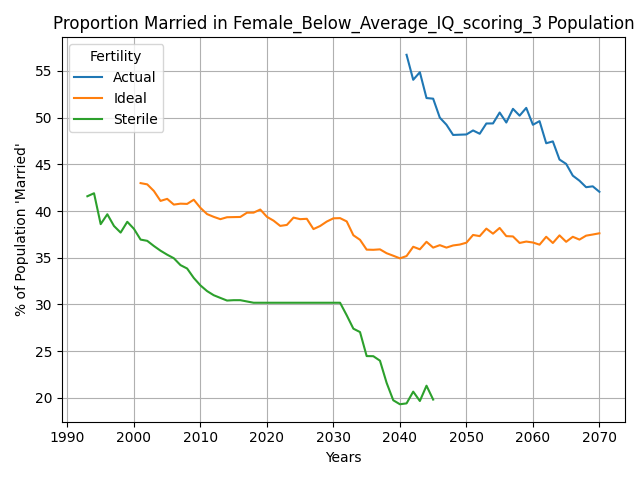 Proportion Married in Female_Below_Average_IQ_scoring_3 Population
Fertility
Actual
Ideal
Sterile
% of Population 'Married'
55
50
45
40
35
30
25
20
1990 2000 2010 2020 2030 2040 2050 2060 2070
Years